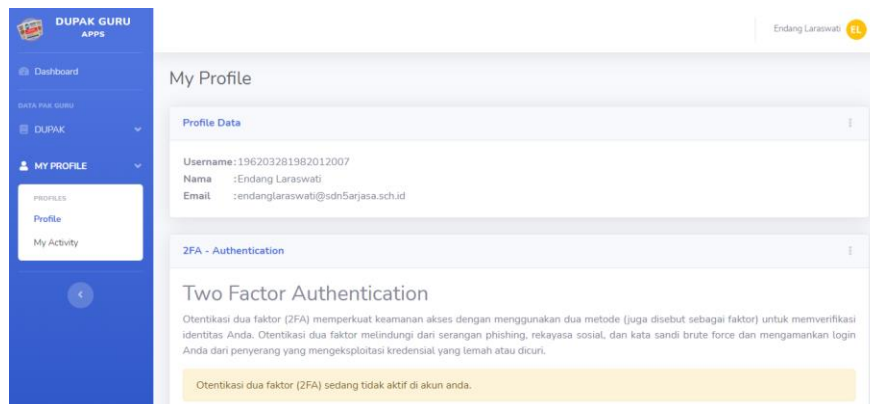 DUPAK GURU
APPS
Endang Laraswati EL
Dashboard
My Profile
DATA PAK GURU
DUPAK
Profile Data
MY PROFILE
Username:196203281982012007
Nama :Endang Laraswati
Email :endanglaraswati@sdn5arjasa.sch.id
PROFILES
Profile
My Activity
2FA - Authentication
Two Factor Authentication
Otentikasi dua faktor (2FA) memperkuat keamanan akses dengan menggunakan dua metode (juga disebut sebagai faktor) untuk memverifikasi
identitas Anda. Otentikasi dua faktor melindungi dari serangan phishing, rekayasa sosial, dan kata sandi brute force dan mengamankan login
Anda dari penyerang yang mengeksploitasi kredensial yang lemah atau dicuri.
Otentikasi dua faktor (2FA) sedang tidak aktif di akun anda.